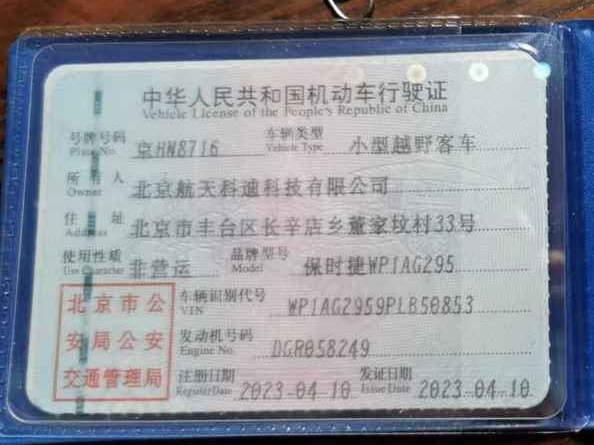 中华人民共和国机动车行驶证
Vehicle License of the People's Republic of China
号牌号码 京HN8716 车辆类型 小型越野客车
Plate No. Vehicle Type
所有人 北京航天科速科技有限公司
Owner
住址 北京市丰台区长辛店乡董家坟村33号
Address
使用性质 非营运 品牌型号 保时捷WP1AG295
Use Character Model
北京市公 车辆识别代号 WP1AG2959PLB50853
VIN
安局公安 发动机号码 DGR058249
Engine No.
交通管理局 注册日期 2023-04-10 发证日期 2023-04-10
Register Date Issue Date